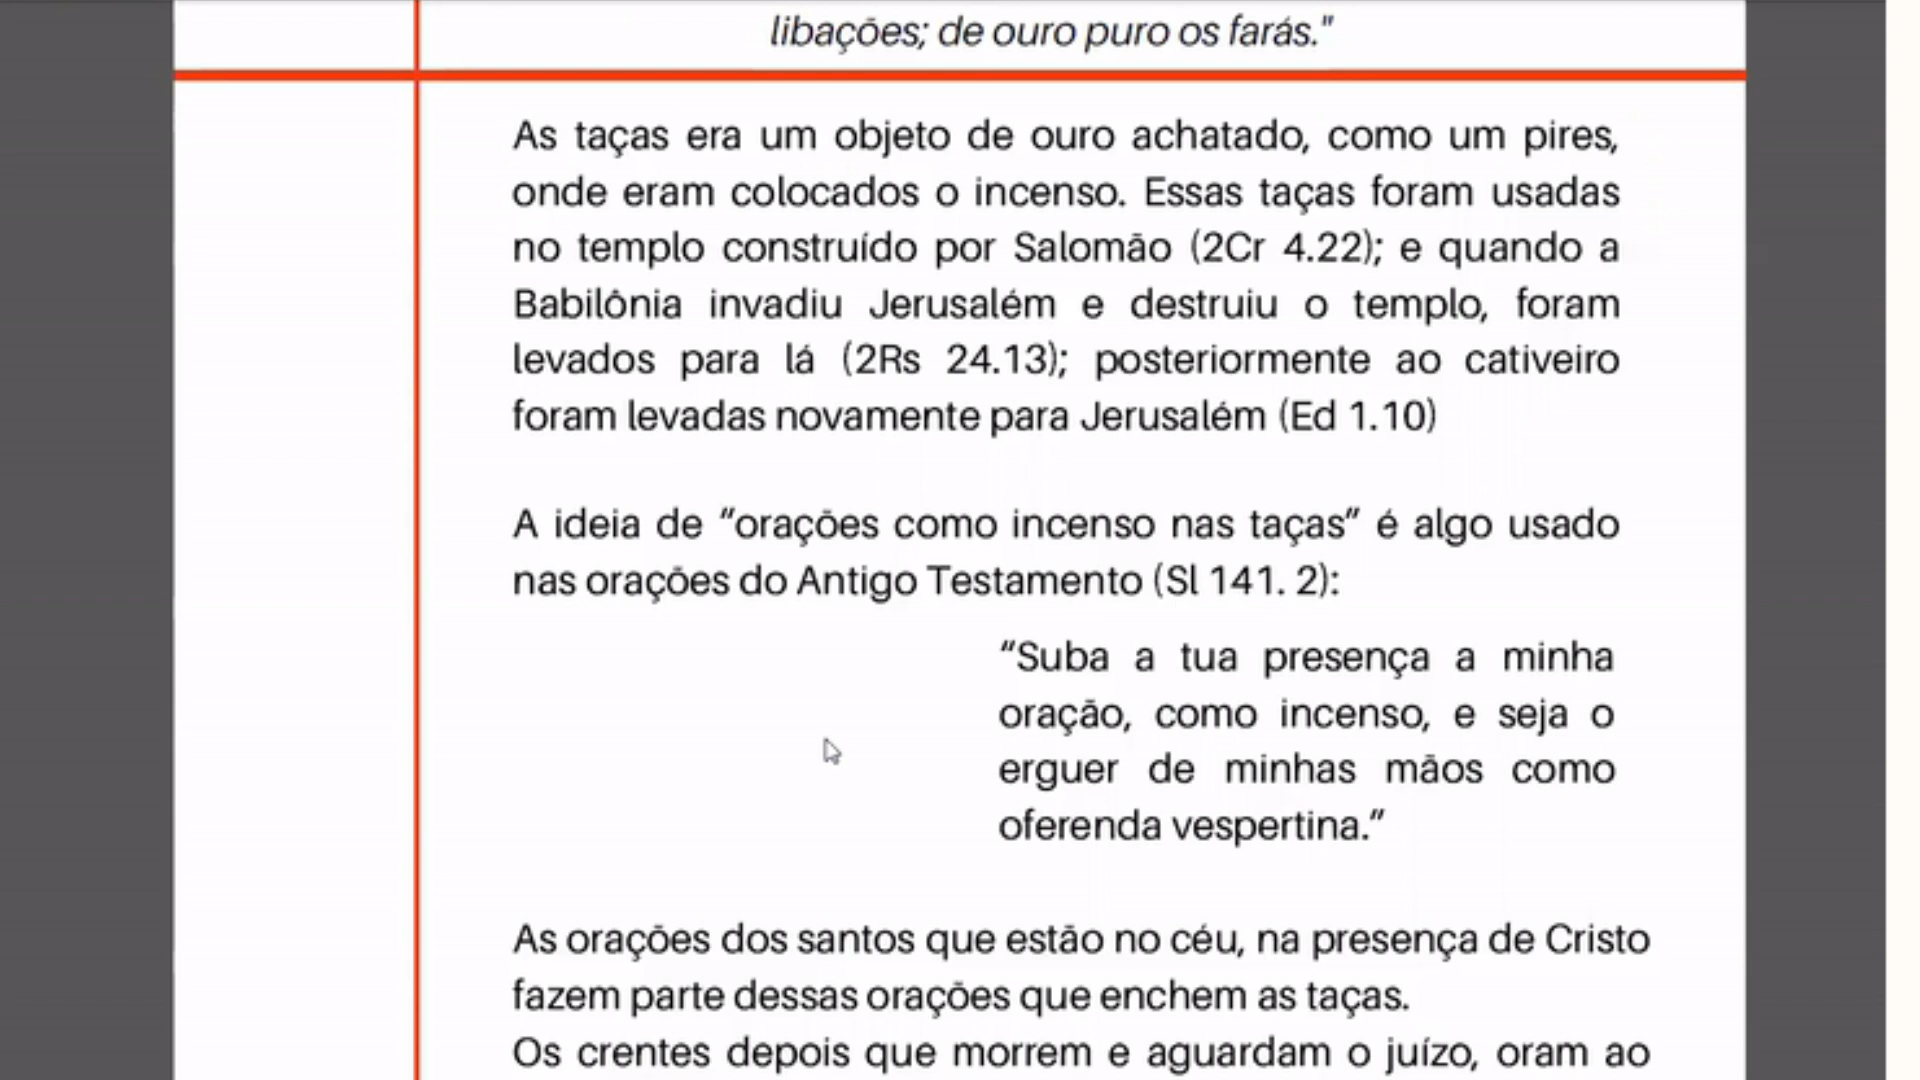 libações; de ouro puro os farás."
As taças era um objeto de ouro achatado, como um pires,
onde eram colocados o incenso. Essas taças foram usadas
no templo construído por Salomão (2Cr 4.22); e quando a
Babilônia invadiu Jerusalém e destruiu o templo, foram
levados para lá (2Rs 24.13); posteriormente ao cativeiro
foram levadas novamente para Jerusalém (Ed 1.10)
A ideia de “orações como incenso nas taças” é algo usado
nas orações do Antigo Testamento (Sl 141. 2):
“Suba a tua presença a minha
oração, como incenso, e seja o
erguer de minhas mãos como
oferenda vespertina.”
As orações dos santos que estão no céu, na presença de Cristo
fazem parte dessas orações que enchem as taças.
Os crentes depois que morrem e aguardam o juízo, oram ao